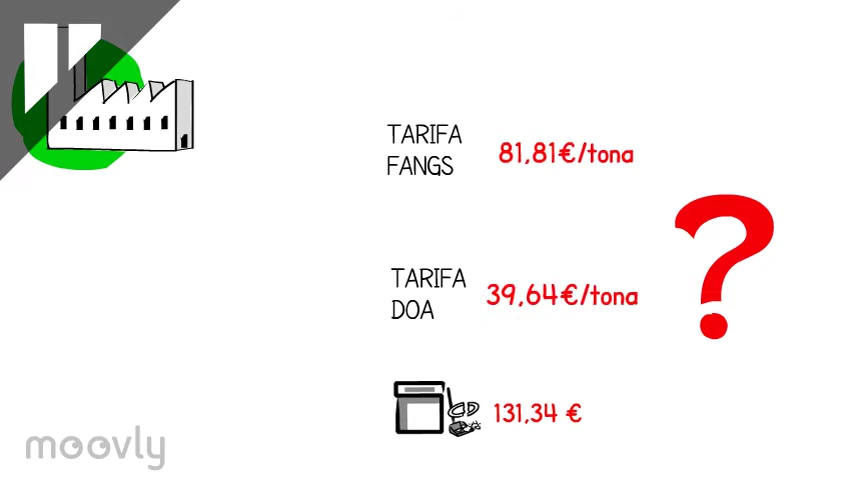 TARIFA
FANGS
81,81€/tona
TARIFA
DOA
39,64€/tona
?
131,34 €
moovly